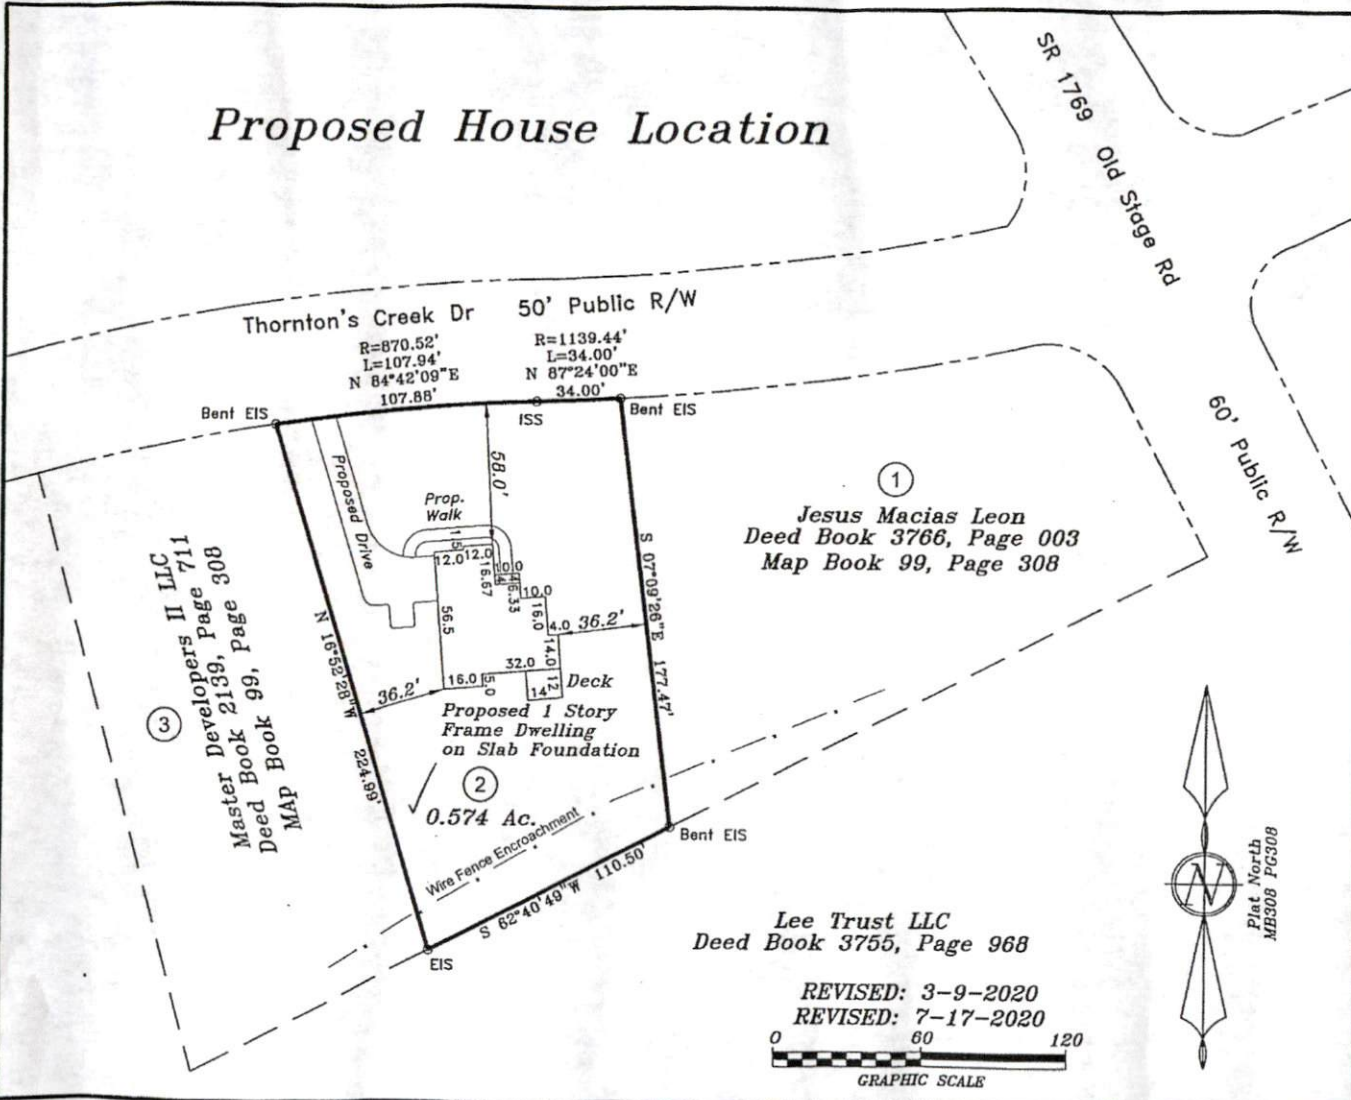 Proposed House Location
SR 1769 Old Stage Rd
60' Public R/W
Thornton's Creek Dr 50' Public R/W
R=870.52'
L=107.94'
N 84°42'09"E
107.88'
R=1139.44'
L=34.00'
N 87°24'00"E
34.00'
Bent EIS
ISS
Bent EIS
Proposed Drive
Prop.
Walk
58.0'
12.0
12.0
16.67
10.0
6.33
10.0
16.0
4.0
36.2'
14.0
56.5
32.0
16.0
5.0
12
14'
Deck
36.2'
Proposed 1 Story
Frame Dwelling
on Slab Foundation
2
0.574 Ac.
Wire Fence Encroachment
S 07°09'26"E 177.47'
N 16°52'28"W
224.99'
S 62°40'49"W 110.50'
Bent EIS
EIS
1
Jesus Macias Leon
Deed Book 3766, Page 003
Map Book 99, Page 308
3
Master Developers II LLC
Deed Book 2139, Page 711
MAp Book 99, Page 308
Lee Trust LLC
Deed Book 3755, Page 968
REVISED: 3-9-2020
REVISED: 7-17-2020
0 60 120
GRAPHIC SCALE
N
Plat North
MB308 PG308